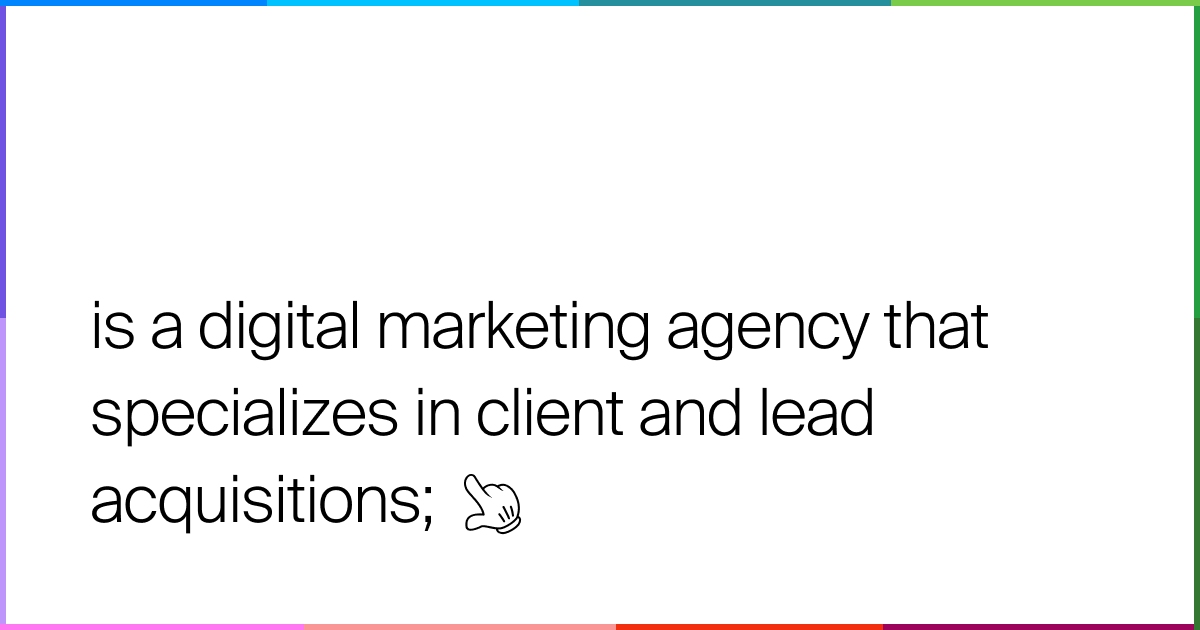 is a digital marketing agency that
specializes in client and lead
acquisitions;